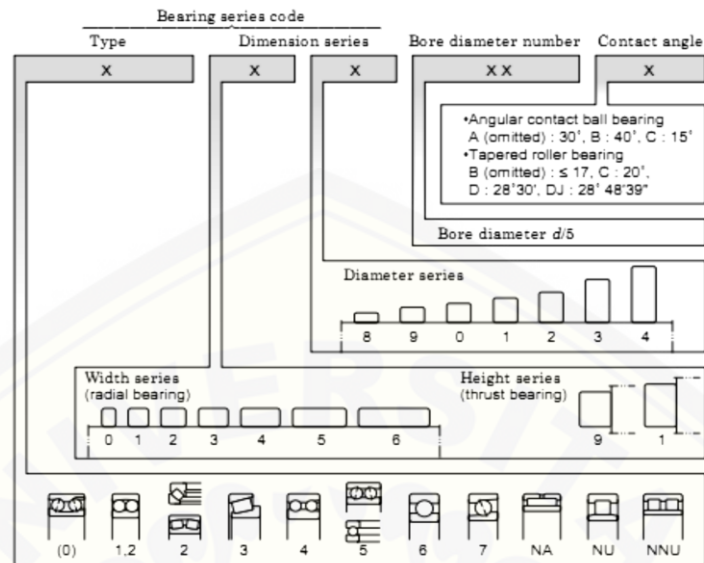 Bearing series code
Type Dimension series Bore diameter number Contact angle
X X X X X X
•Angular contact ball bearing
A (omitted) : 30°, B : 40°, C : 15°
•Tapered roller bearing
B (omitted) : ≤ 17, C : 20°,
D : 28°30', DJ : 28° 48'39"
Bore diameter d/5
Diameter series
8 9 0 1 2 3 4
Width series
(radial bearing)
0 1 2 3 4 5 6
Height series
(thrust bearing)
9 1
(0) 1,2 2 3 4 5 6 7 NA NU NNU